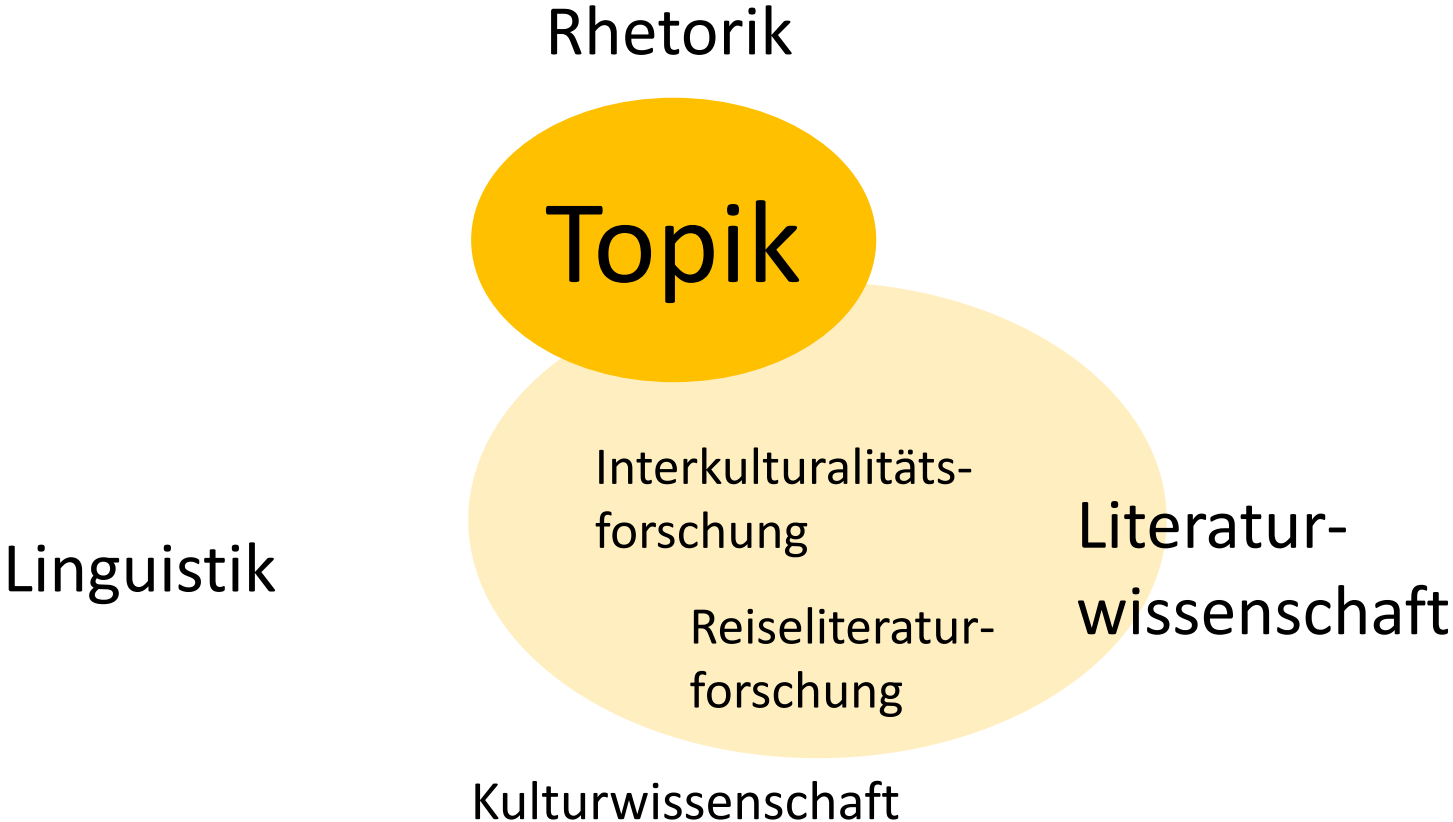 Rhetorik
Topik
Interkulturalitäts-
forschung
Literatur-
wissenschaft
Linguistik
Reiseliteratur-
forschung
Kulturwissenschaft